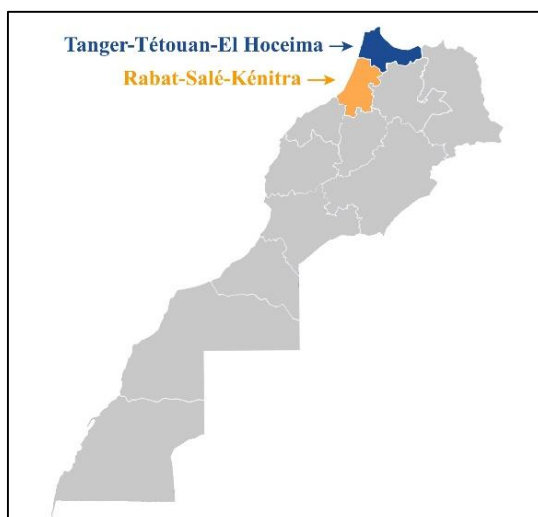 Tanger-Tétouan-El Hoceima →
Rabat-Salé-Kénitra →